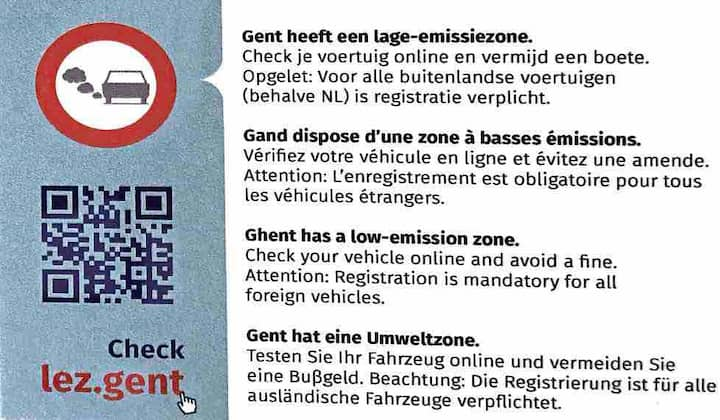 Gent heeft een lage-emissiezone.
Check je voertuig online en vermijd een boete.
Opgelet: Voor alle buitenlandse voertuigen
(behalve NL) is registratie verplicht.
Gand dispose d’une zone à basses émissions.
Vérifiez votre véhicule en ligne et évitez une amende.
Attention: L’enregistrement est obligatoire pour tous
les véhicules étrangers.
Ghent has a low-emission zone.
Check your vehicle online and avoid a fine.
Attention: Registration is mandatory for all
foreign vehicles.
Gent hat eine Umweltzone.
Testen Sie Ihr Fahrzeug online und vermeiden Sie
eine Buβgeld. Beachtung: Die Registrierung ist für alle
ausländische Fahrzeuge verpflichtet.
Check
lez.gent